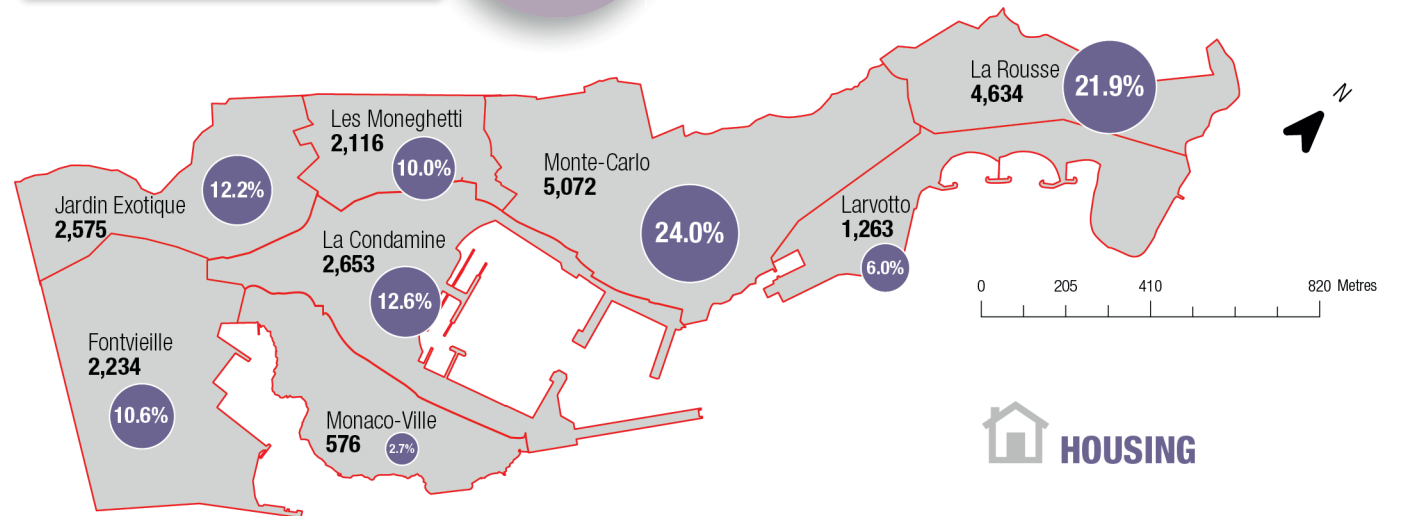 La Rousse
4,634
21.9%
N
Les Moneghetti
2,116
10.0%
Monte-Carlo
5,072
24.0%
Jardin Exotique
2,575
12.2%
Larvotto
1,263
6.0%
La Condamine
2,653
12.6%
0 205 410 820 Metres
Fontvieille
2,234
10.6%
Monaco-Ville
576
2.7%
HOUSING